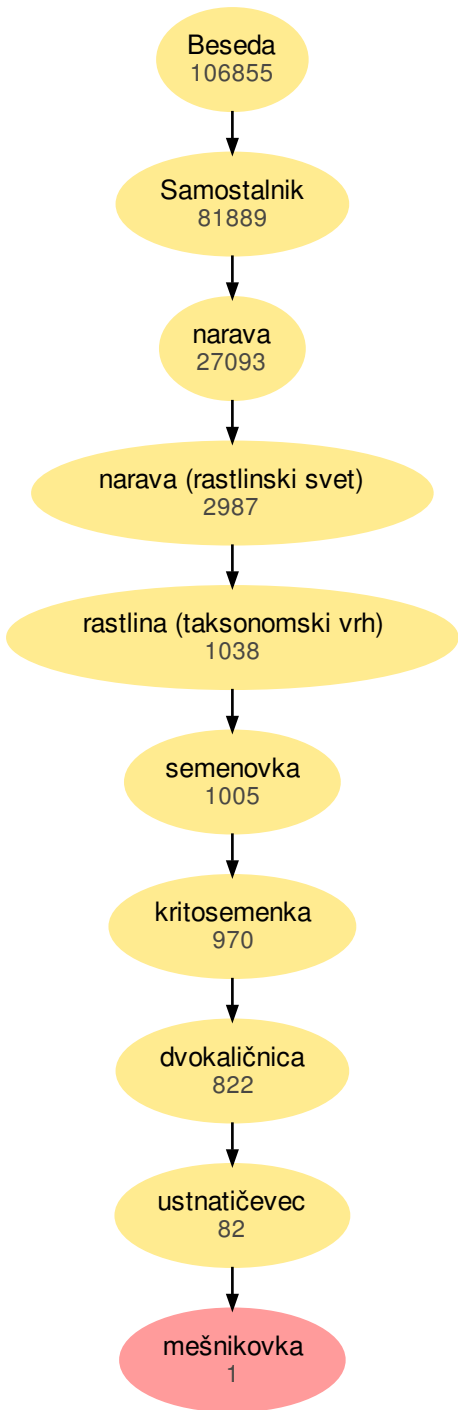 Beseda
106855
Samostalnik
81889
narava
27093
narava (rastlinski svet)
2987
rastlina (taksonomski vrh)
1038
semenovka
1005
kritosemenka
970
dvokaličnica
822
ustnatičevec
82
mešnikovka
1